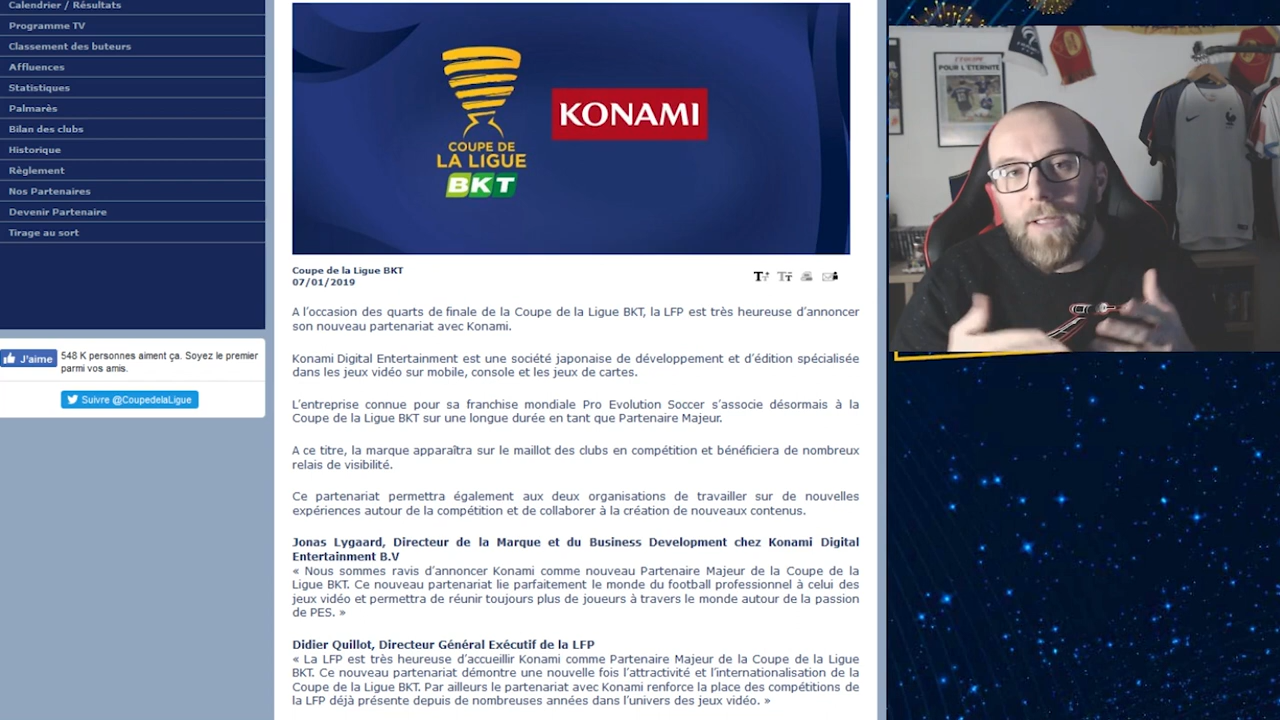 Calendrier / Résultats
Programme TV
Classement des buteurs
Affluences
Statistiques
Palmarès
Bilan des clubs
Historique
Règlement
Nos Partenaires
Devenir Partenaire
Tirage au sort
J'aime
548 K personnes aiment ça. Soyez le premier
parmi vos amis.
Suivre @CoupedelaLigue
COUPE DE
LA LIGUE
BKT
KONAMI
Coupe de la Ligue BKT
07/01/2019
A l'occasion des quarts de finale de la Coupe de la Ligue BKT, la LFP est très heureuse d'annoncer
son nouveau partenariat avec Konami.
Konami Digital Entertainment est une société japonaise de développement et d'édition spécialisée
dans les jeux vidéo sur mobile, console et les jeux de cartes.
L'entreprise connue pour sa franchise mondiale Pro Evolution Soccer s'associe désormais à la
Coupe de la Ligue BKT sur une longue durée en tant que Partenaire Majeur.
A ce titre, la marque apparaîtra sur le maillot des clubs en compétition et bénéficiera de nombreux
relais de visibilité.
Ce partenariat permettra également aux deux organisations de travailler sur de nouvelles
expériences autour de la compétition et de collaborer à la création de nouveaux contenus.
Jonas Lygaard, Directeur de la Marque et du Business Development chez Konami Digital
Entertainment B.V
« Nous sommes ravis d'annoncer Konami comme nouveau Partenaire Majeur de la Coupe de la
Ligue BKT. Ce nouveau partenariat lie parfaitement le monde du football professionnel à celui des
jeux vidéo et permettra de réunir toujours plus de joueurs à travers le monde autour de la passion
de PES. »
Didier Quillot, Directeur Général Exécutif de la LFP
« La LFP est très heureuse d'accueillir Konami comme Partenaire Majeur de la Coupe de la Ligue
BKT. Ce nouveau partenariat démontre une nouvelle fois l'attractivité et l'internationalisation de la
Coupe de la Ligue BKT. Par ailleurs le partenariat avec Konami renforce la place des compétitions de
la LFP déjà présente depuis de nombreuses années dans l'univers des jeux vidéo. »
L'ÉQUIPE
POUR L'ÉTERNITÉ